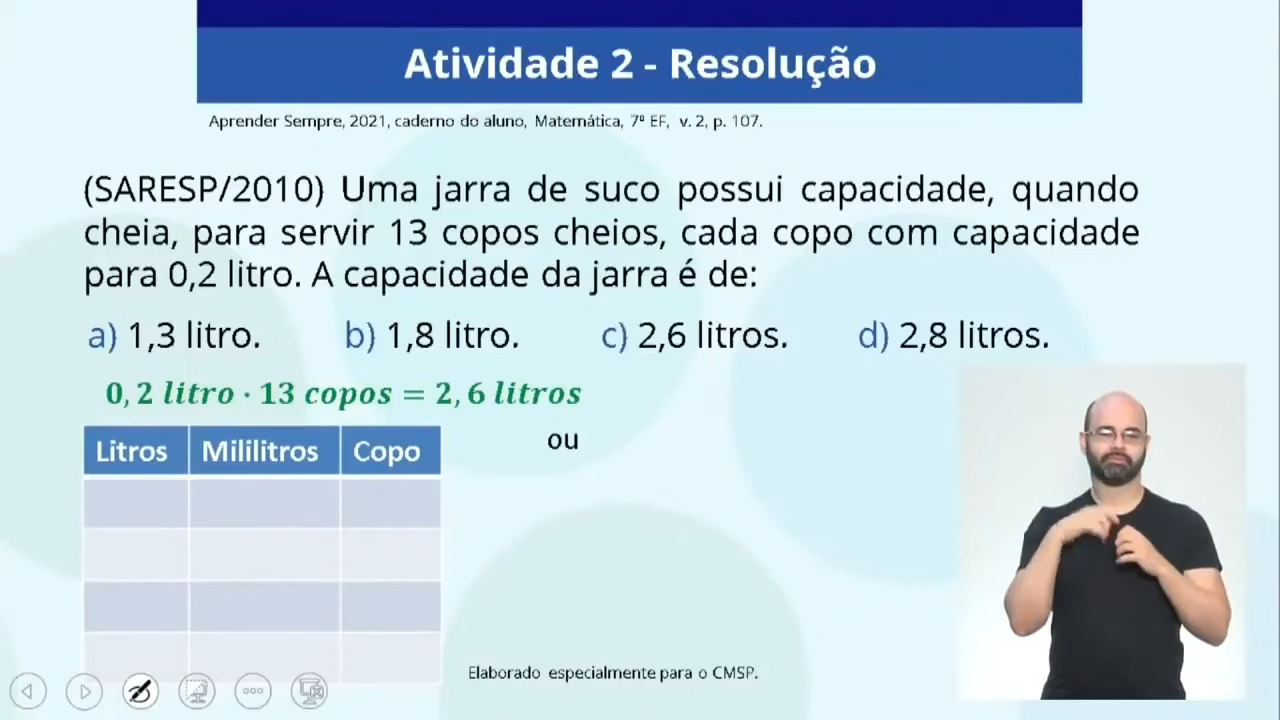 Atividade 2 - Resolução
Aprender Sempre, 2021, caderno do aluno, Matemática, 7º EF, v. 2, p. 107.
(SARESP/2010) Uma jarra de suco possui capacidade, quando
cheia, para servir 13 copos cheios, cada copo com capacidade
para 0,2 litro. A capacidade da jarra é de:
a) 1,3 litro. b) 1,8 litro. c) 2,6 litros. d) 2,8 litros.
0,2 litro · 13 copos = 2,6 litros
ou
Litros Mililitros Copo
Elaborado especialmente para o CMSP.